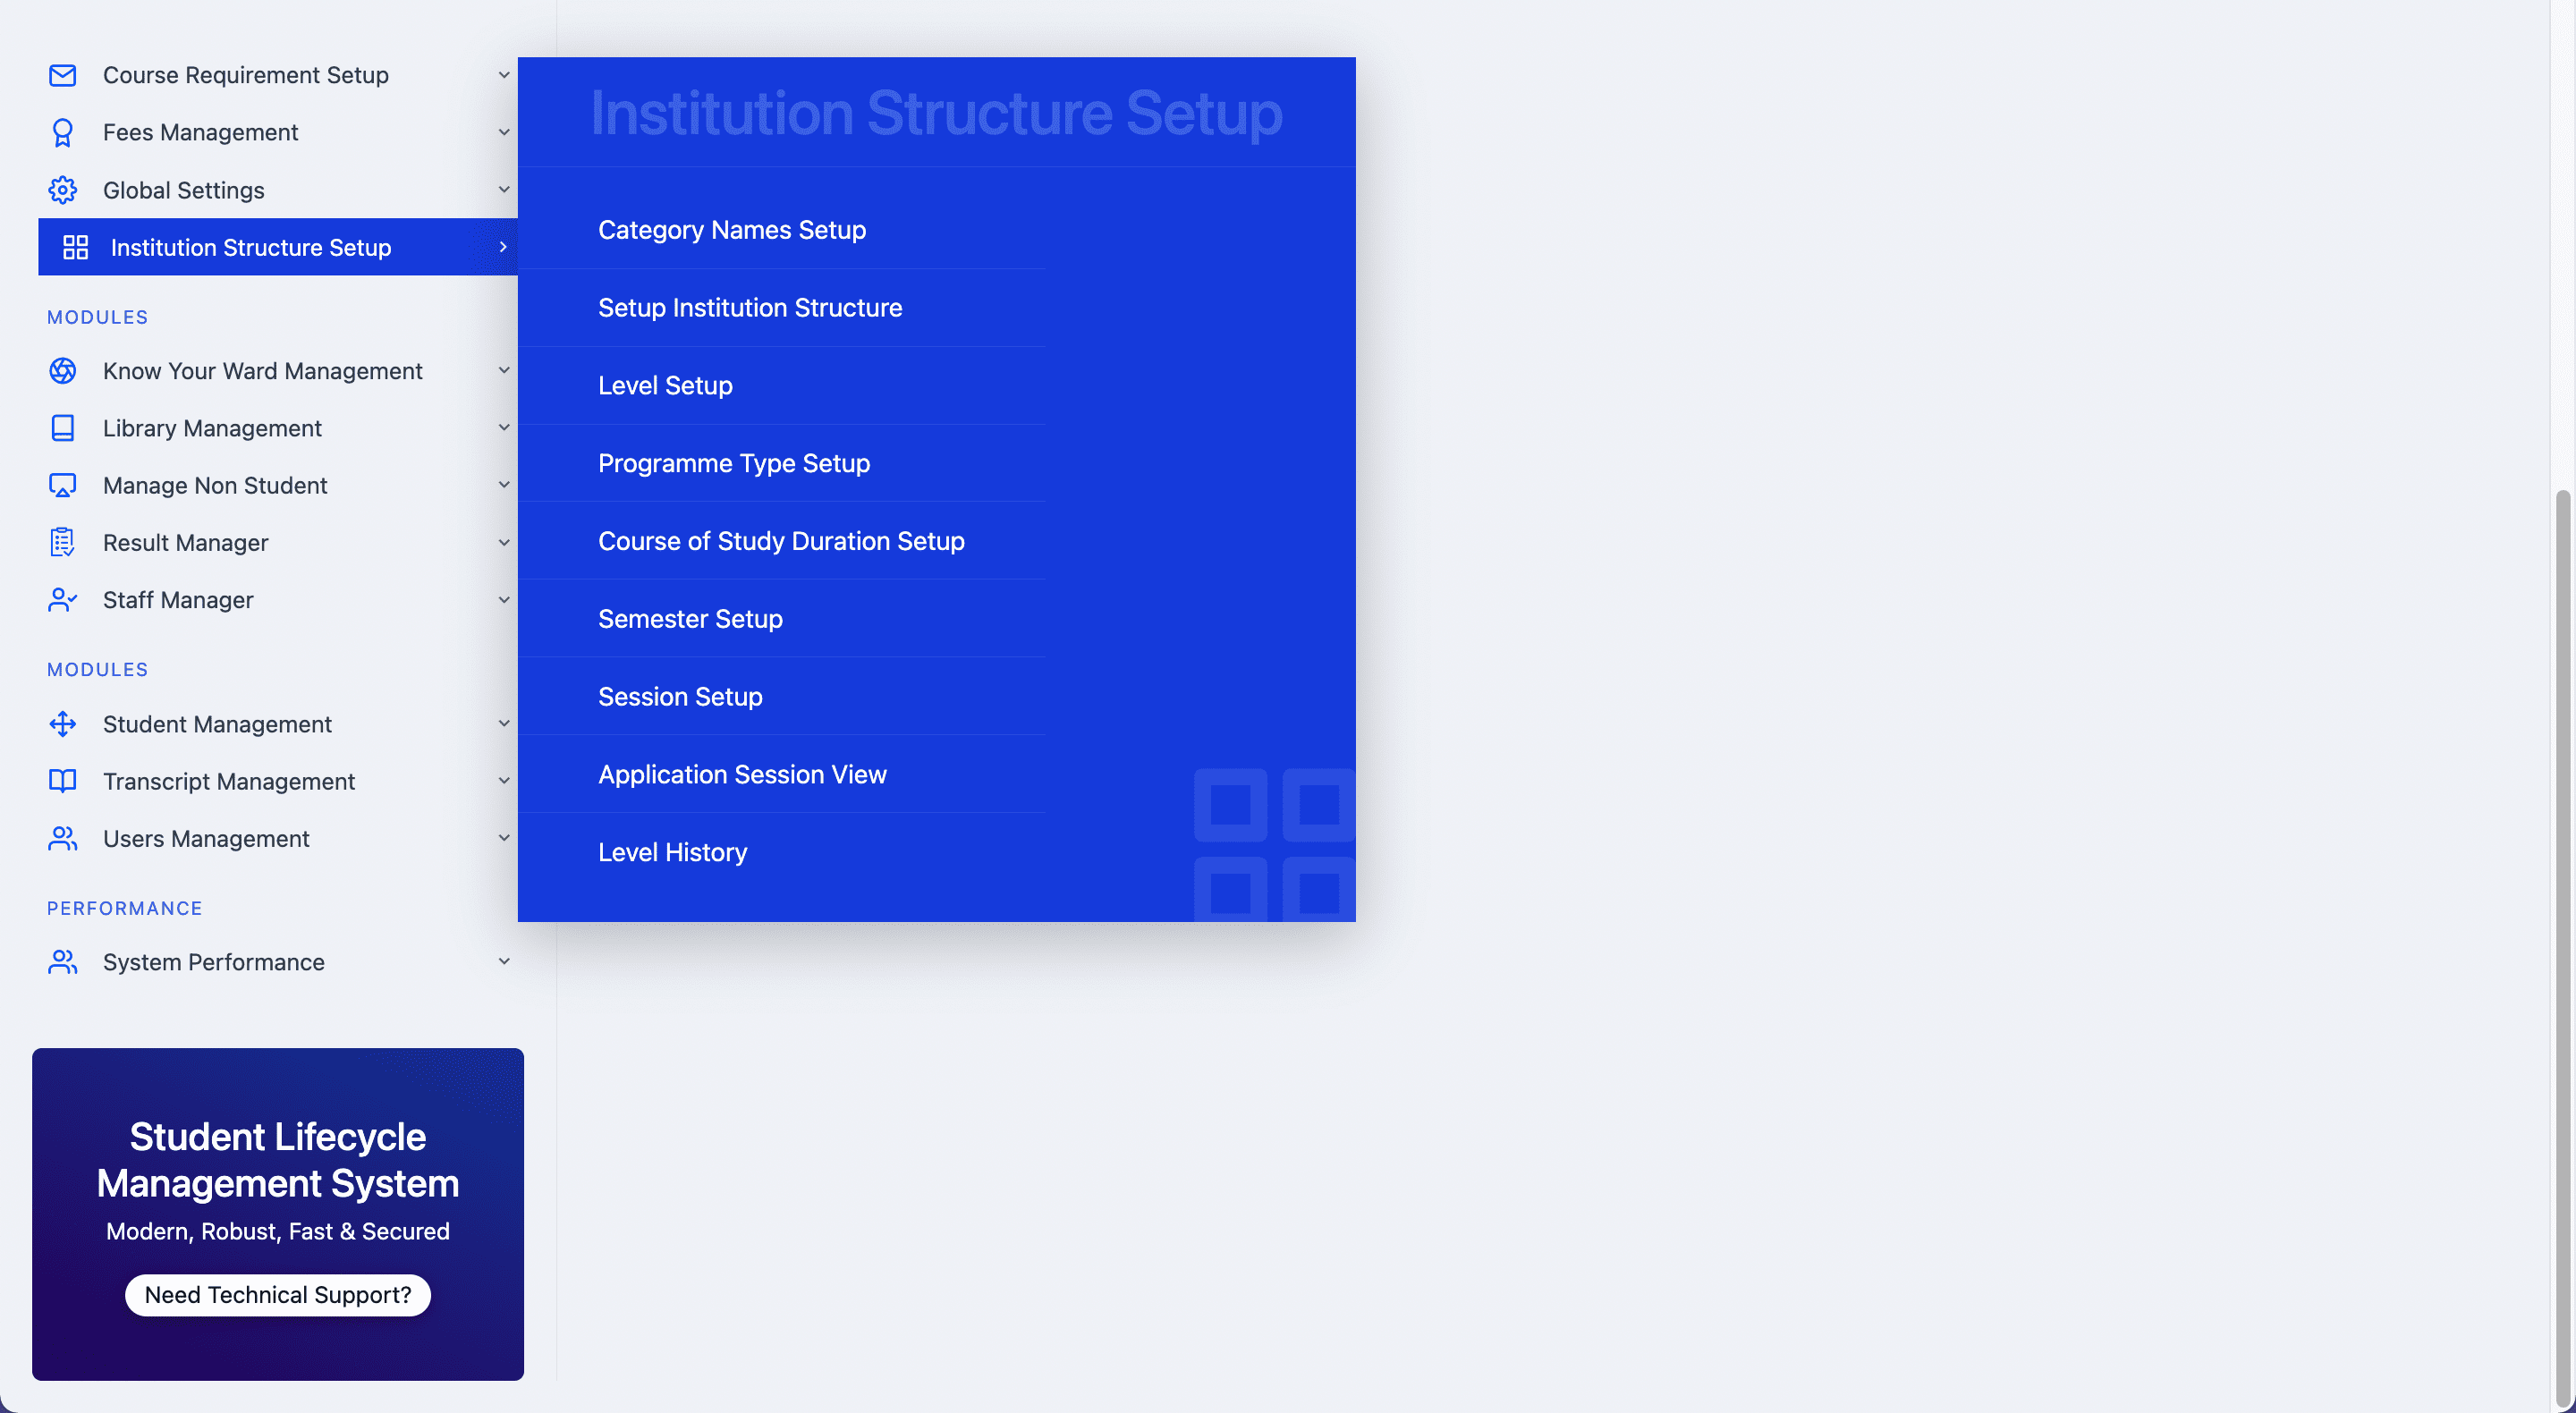 Course Requirement Setup
Fees Management
Global Settings
Institution Structure Setup
MODULES
Know Your Ward Management
Library Management
Manage Non Student
Result Manager
Staff Manager
MODULES
Student Management
Transcript Management
Users Management
PERFORMANCE
System Performance
Student Lifecycle
Management System
Modern, Robust, Fast & Secured
Need Technical Support?
Institution Structure Setup
Category Names Setup
Setup Institution Structure
Level Setup
Programme Type Setup
Course of Study Duration Setup
Semester Setup
Session Setup
Application Session View
Level History